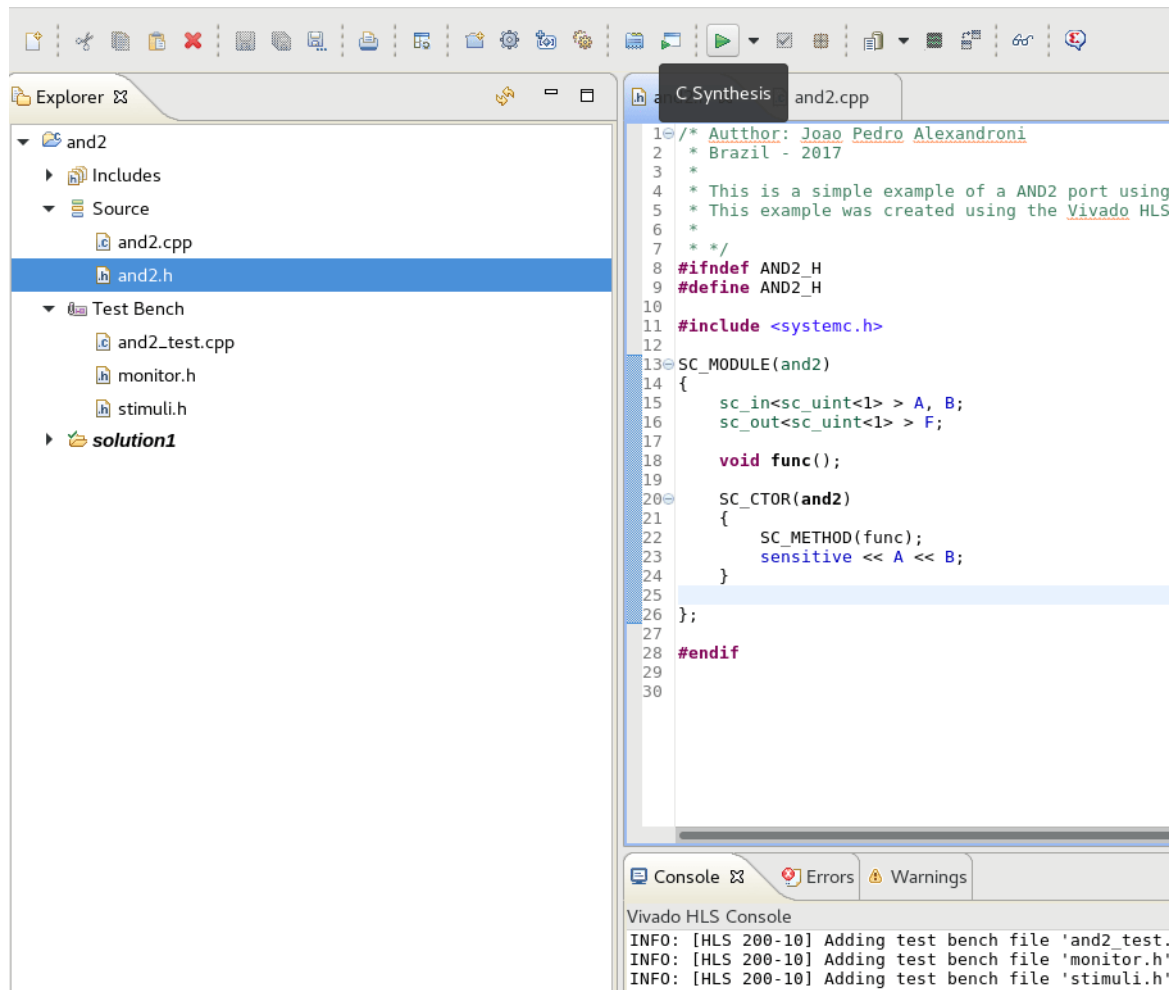 Explorer
C Synthesis
and2.cpp
and2
Includes
Source
and2.cpp
and2.h
Test Bench
and2_test.cpp
monitor.h
stimuli.h
solution1
1 /* Autthor: Joao Pedro Alexandroni
2 * Brazil - 2017
3 *
4 * This is a simple example of a AND2 port using
5 * This example was created using the Vivado HLS
6 *
7 * */
8 #ifndef AND2_H
9 #define AND2_H
10
11 #include <systemc.h>
12
13 SC_MODULE(and2)
14 {
15 sc_in<sc_uint<1> > A, B;
16 sc_out<sc_uint<1> > F;
17
18 void func();
19
20 SC_CTOR(and2)
21 {
22 SC_METHOD(func);
23 sensitive << A << B;
24 }
25
26 };
27
28 #endif
29
30
Console
Errors
Warnings
Vivado HLS Console
INFO: [HLS 200-10] Adding test bench file 'and2_test.
INFO: [HLS 200-10] Adding test bench file 'monitor.h'
INFO: [HLS 200-10] Adding test bench file 'stimuli.h'